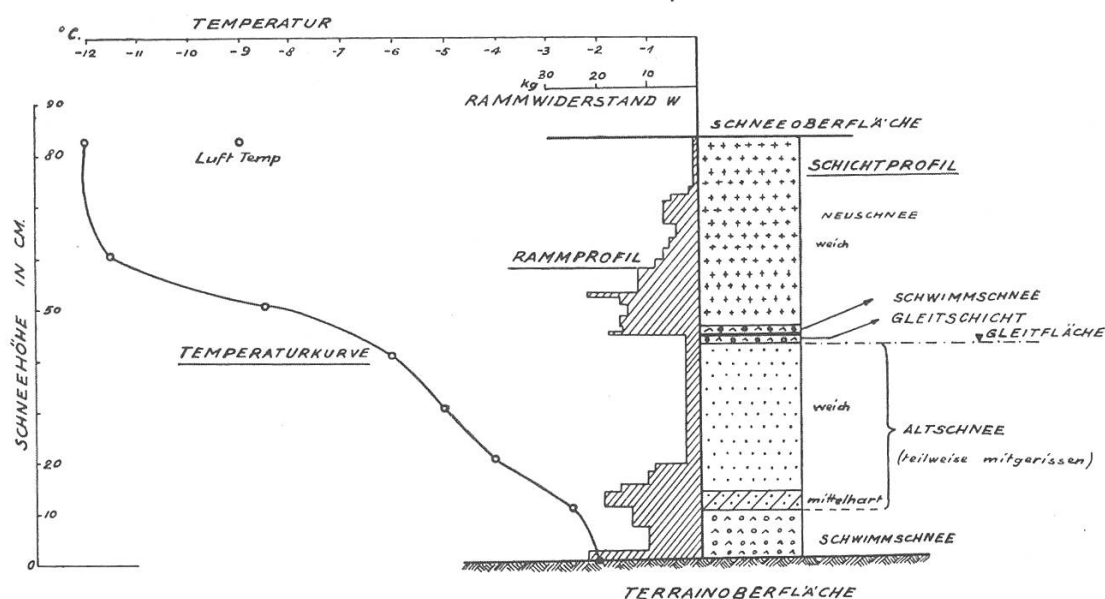 TEMPERATUR
°C.
-12 -11 -10 -9 -8 -7 -6 -5 -4 -3 -2 -1
kg 30 20 10
RAMMWIDERSTAND W
90
SCHNEEOBERFLÄCHE
80
Luft Temp
SCHICHTPROFIL
NEUSCHNEE
weich
RAMMPROFIL
SCHWIMMSCHNEE
50
GLEITSCHICHT
GLEITFLÄCHE
TEMPERATURKURVE
SCHNEEHÖHE IN CM.
weich
ALTSCHNEE
(teilweise mitgerissen)
20
mittelhart
10
SCHWIMMSCHNEE
0
TERRAINOBERFLÄCHE